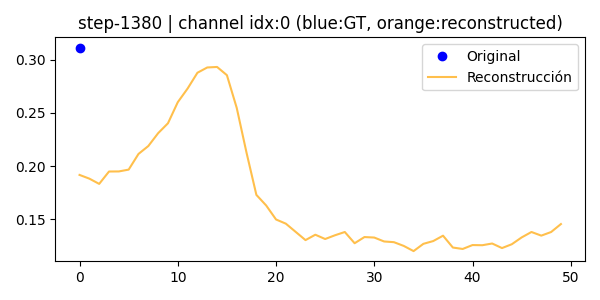 step-1380 | channel idx:0 (blue:GT, orange:reconstructed)
Original
Reconstrucción
0.30
0.25
0.20
0.15
0 10 20 30 40 50